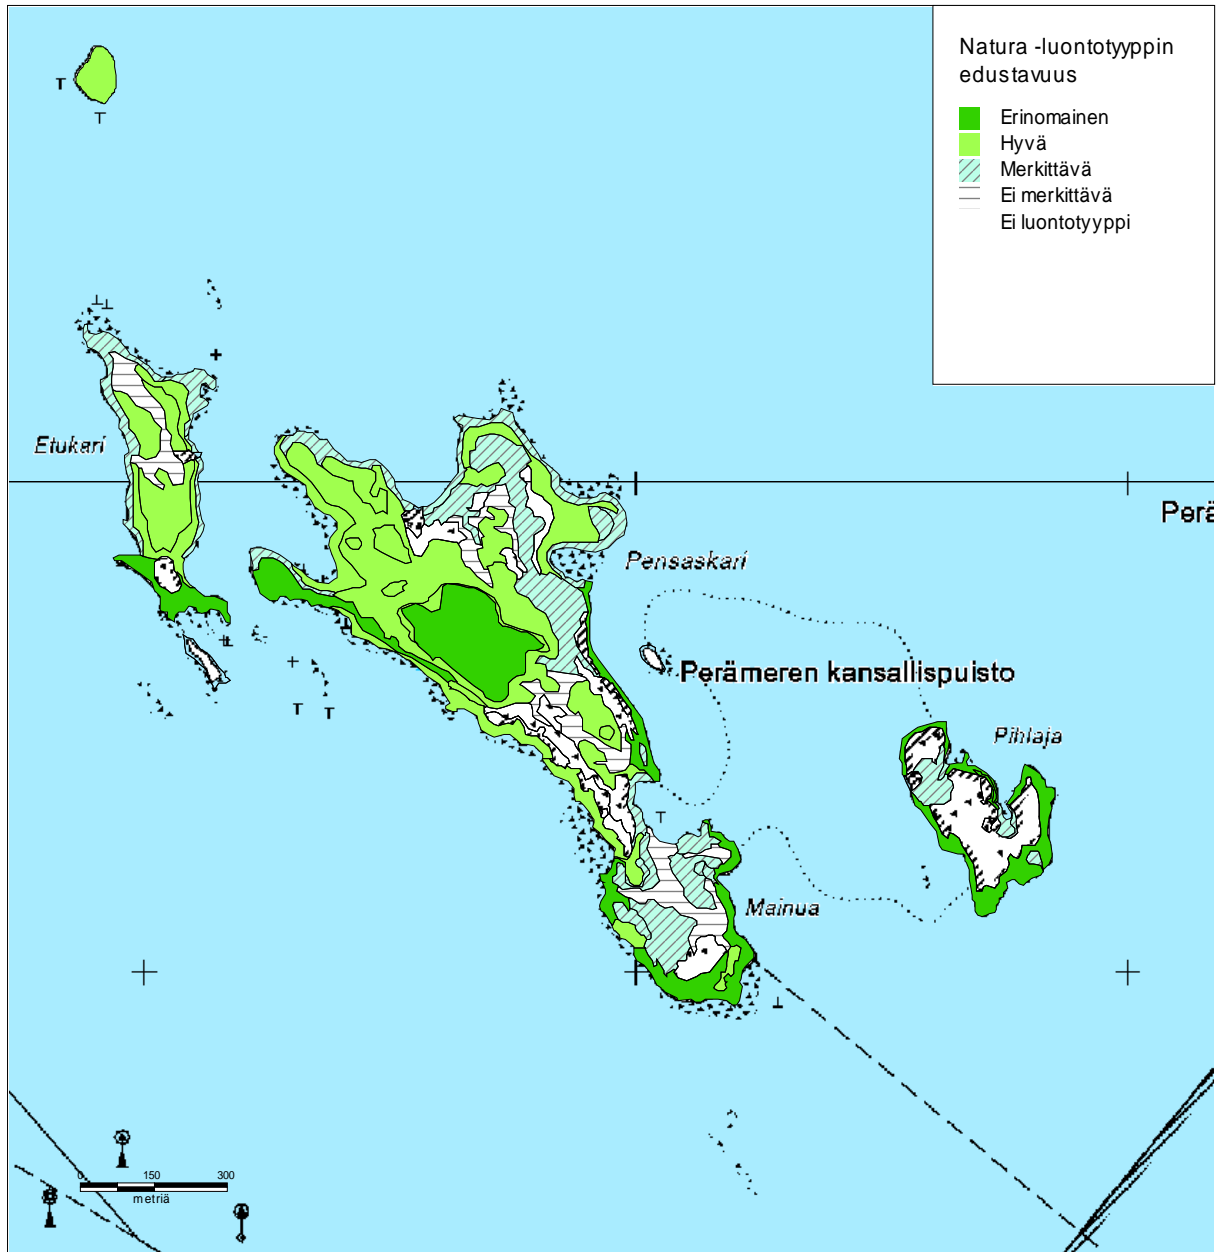 Natura -luontotyyppin
edustavuus
Erinomainen
Hyvä
Merkittävä
Ei merkittävä
Ei luontotyyppi
T
T
Etukari
Perä
Pensaskari
Perämeren kansallispuisto
T
T
Pihlaja
T
Mainua
0 150 300
metriä